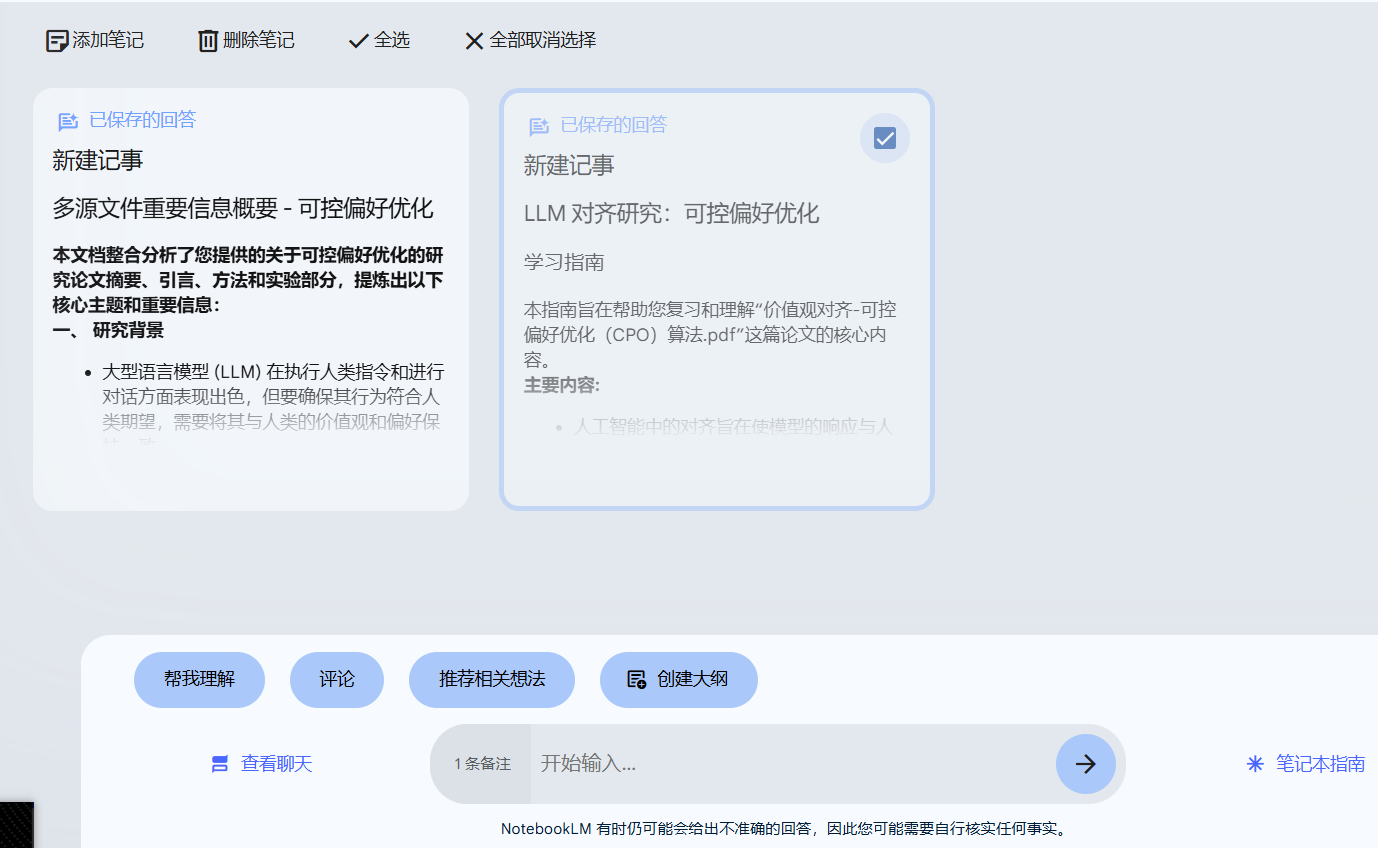 添加笔记 删除笔记 全选 全部取消选择
已保存的回答
新建记事
多源文件重要信息概要 - 可控偏好优化
本文档整合分析了您提供的关于可控偏好优化的研
究论文摘要、引言、方法和实验部分，提炼出以下
核心主题和重要信息：
一、 研究背景
• 大型语言模型 (LLM) 在执行人类指令和进行
对话方面表现出色，但要确保其行为符合人
类期望，需要将其与人类的价值观和偏好保
已保存的回答
新建记事
LLM 对齐研究：可控偏好优化
学习指南
本指南旨在帮助您复习和理解“价值观对齐-可控
偏好优化（CPO）算法.pdf”这篇论文的核心内
容。
主要内容:
• 人工智能中的对齐旨在使模型的响应与人
帮我理解 评论 推荐相关想法 创建大纲
查看聊天 1 条备注 开始输入... 笔记本指南
NotebookLM 有时仍可能会给出不准确的回答，因此您可能需要自行核实任何事实。